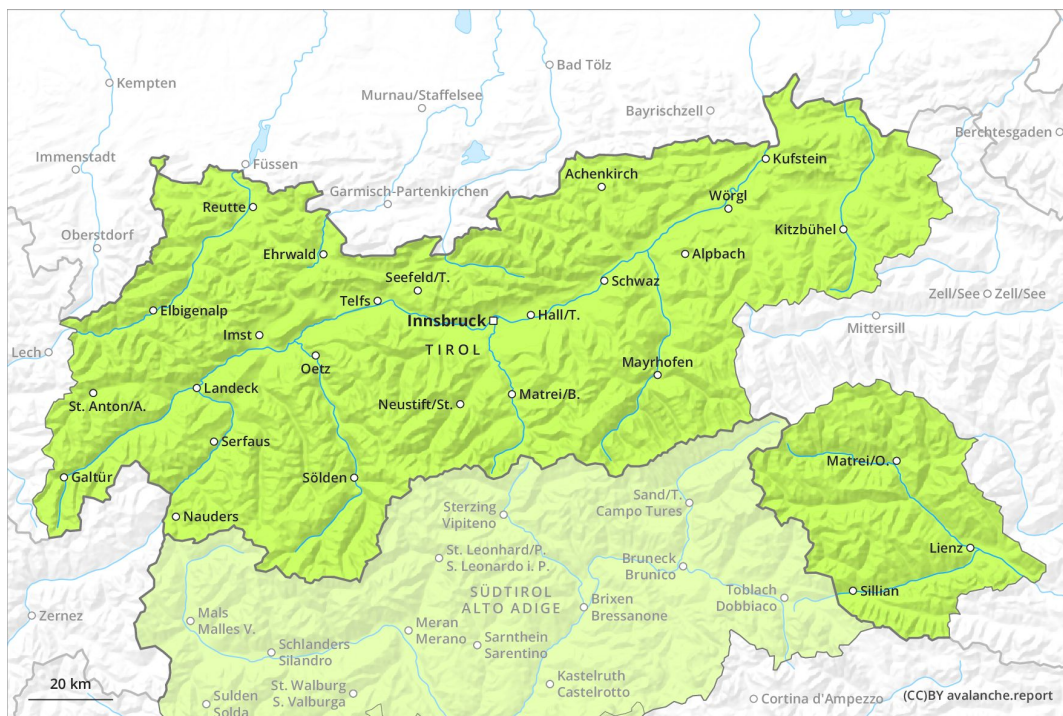 Kempten
Bad Tölz
Murnau/Staffelsee
Bayrischzell
Berchtesgaden
Immenstadt
Füssen
Kufstein
Achenkirch
Garmisch-Partenkirchen
Wörgl
Reutte
Oberstdorf
Kitzbühel
Ehrwald
Alpbach
Seefeld/T.
Schwaz
Telfs
Zell/See
Zell/See
Elbigenalp
Innsbruck
Hall/T.
Mittersill
Imst
TIROL
Lech
Oetz
Mayrhofen
Landeck
Matrei/B.
St. Anton/A.
Neustift/St.
Serfaus
Matrei/O.
Galtür
Sölden
Sand/T.
Campo Tures
Sterzing
Vipiteno
Nauders
Lienz
St. Leonhard/P.
S. Leonardo i. P.
Bruneck
Brunico
Sillian
SÜDTIROL
ALTO ADIGE
Toblach
Dobbiaco
Brixen
Bressanone
Zernez
Mals
Malles V.
Meran
Merano
Sarnthein
Sarentino
Schlanders
Silandro
Kastelruth
Castelrotto
20 km
St. Walburg
S. Valburga
Sulden
Solda
Cortina d'Ampezzo
(CC)BY avalanche.report